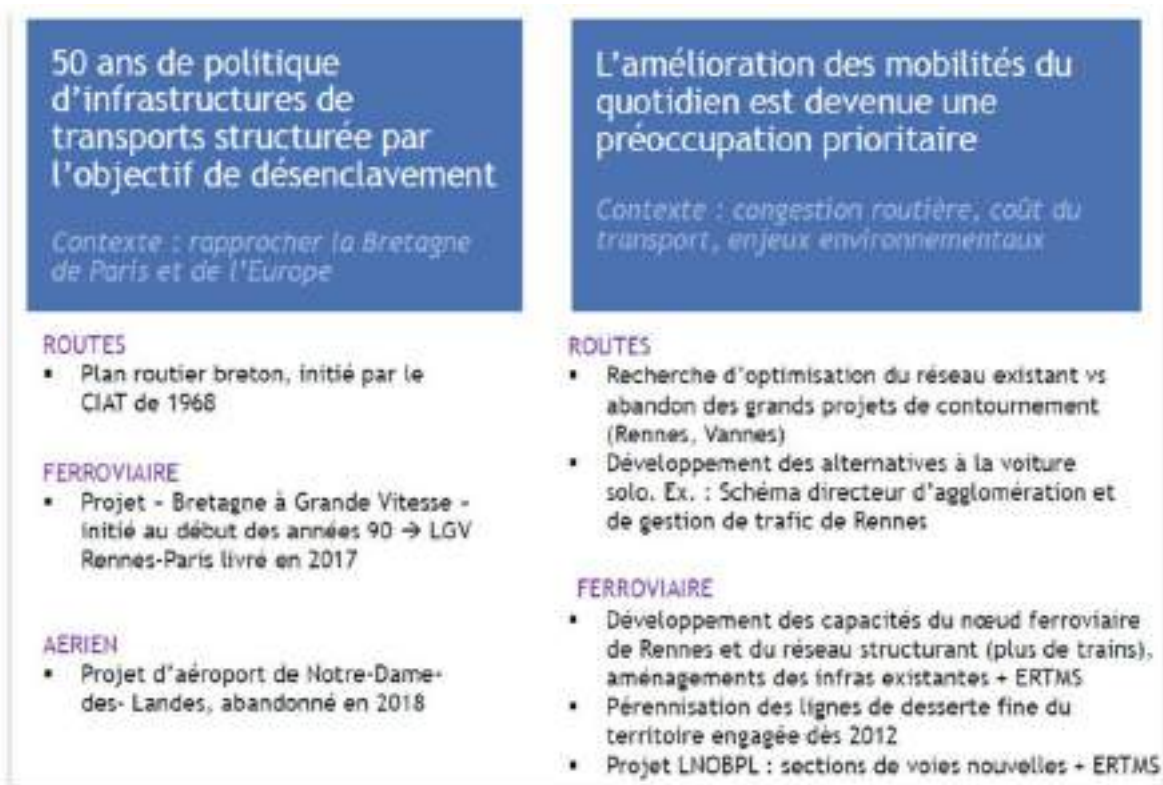 50 ans de politique
d'infrastructures de
transports structurée par
l'objectif de désenclavement
Contexte : rapprocher la Bretagne
de Paris et de l'Europe
ROUTES
▪ Plan routier breton, initié par le
CIAT de 1968
FERROVIAIRE
▪ Projet « Bretagne à Grande Vitesse »
initié au début des années 90 → LGV
Rennes-Paris livré en 2017
AERIEN
▪ Projet d'aéroport de Notre-Dame-
des- Landes, abandonné en 2018
L'amélioration des mobilités du
quotidien est devenue une
préoccupation prioritaire
Contexte : congestion routière, coût du
transport, enjeux environnementaux
ROUTES
▪ Recherche d'optimisation du réseau existant vs
abandon des grands projets de contournement
(Rennes, Vannes)
▪ Développement des alternatives à la voiture
solo. Ex. : Schéma directeur d'agglomération et
de gestion de trafic de Rennes
FERROVIAIRE
▪ Développement des capacités du nœud ferroviaire
de Rennes et du réseau structurant (plus de trains),
aménagements des infras existantes + ERTMS
▪ Pérennisation des lignes de desserte fine du
territoire engagée dès 2012
▪ Projet LNOBPL : sections de voies nouvelles + ERTMS